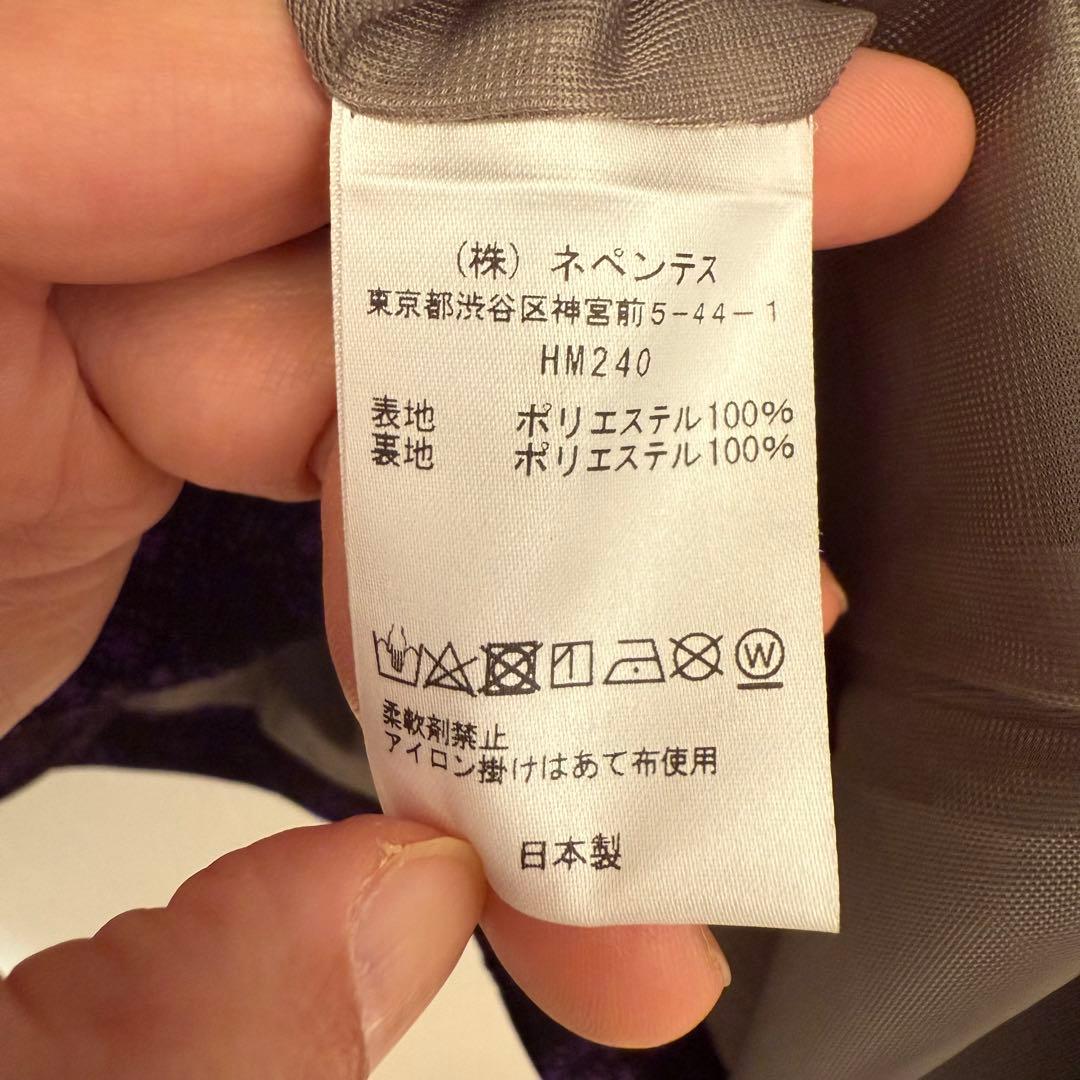 (株) ネペンテス
東京都渋谷区神宮前5-44-1
HM240
表地 ポリエステル100%
裏地 ポリエステル100%
W
柔軟剤禁止
アイロン掛けはあて布使用
日本製